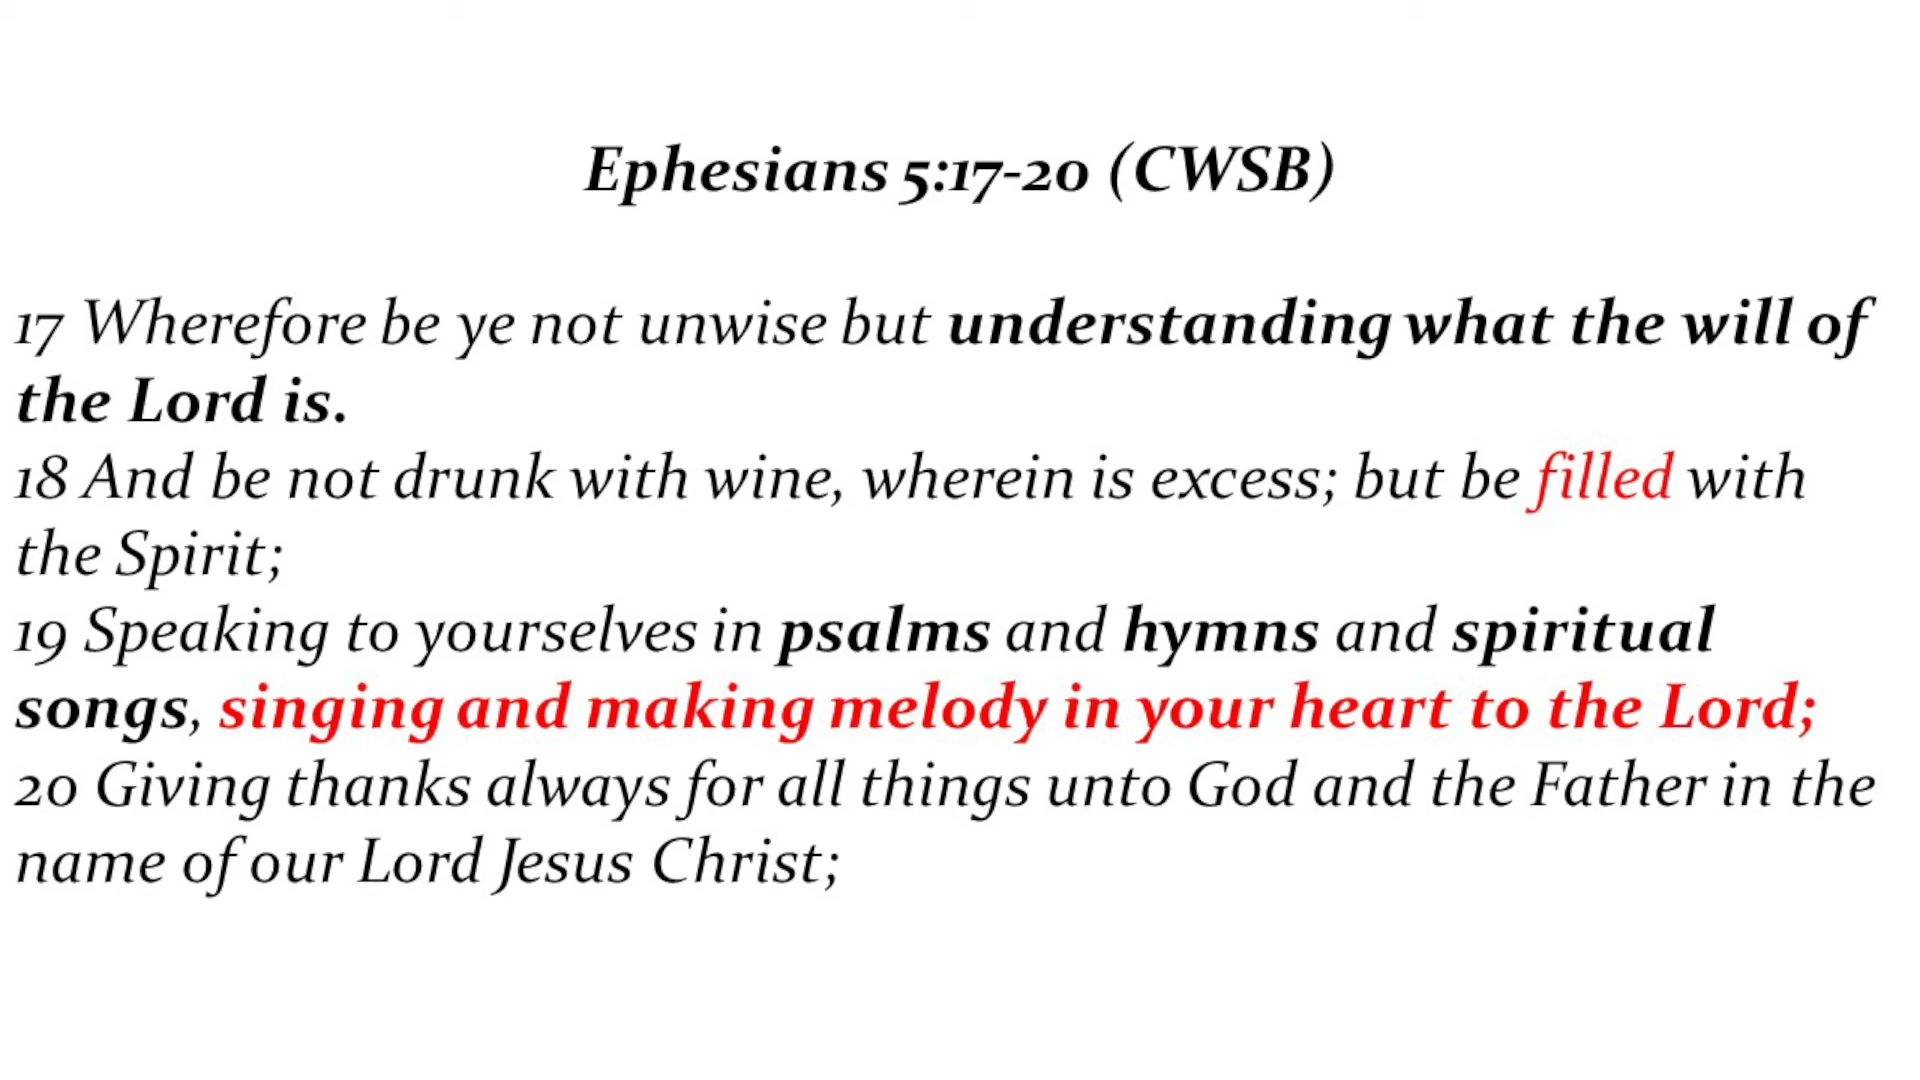 Ephesians 5:17-20 (CWSB)
17 Wherefore be ye not unwise but understanding what the will of
the Lord is.
18 And be not drunk with wine, wherein is excess; but be filled with
the Spirit;
19 Speaking to yourselves in psalms and hymns and spiritual
songs, singing and making melody in your heart to the Lord;
20 Giving thanks always for all things unto God and the Father in the
name of our Lord Jesus Christ;